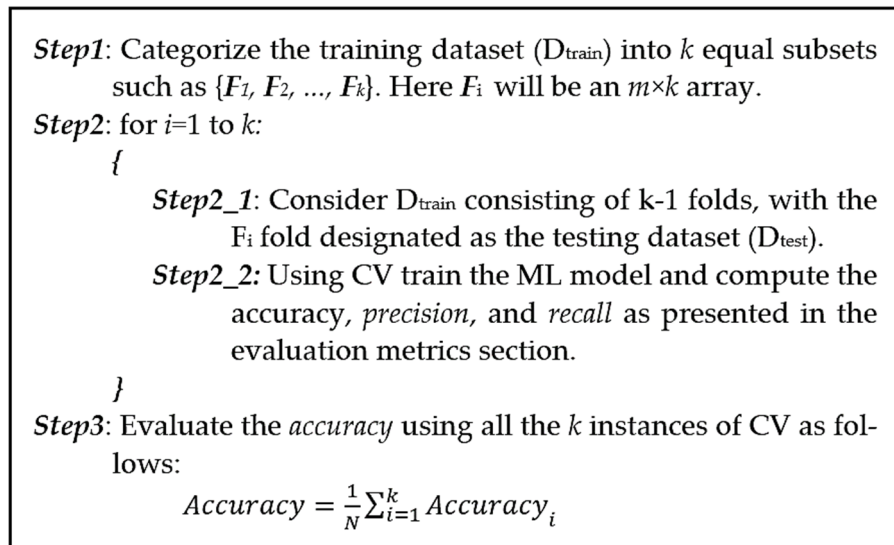 Step1: Categorize the training dataset (Dtrain) into k equal subsets
such as {F1, F2, ..., Fk}. Here Fi will be an m×k array.
Step2: for i=1 to k:
{
Step2_1: Consider Dtrain consisting of k-1 folds, with the
Fi fold designated as the testing dataset (Dtest).
Step2_2: Using CV train the ML model and compute the
accuracy, precision, and recall as presented in the
evaluation metrics section.
}
Step3: Evaluate the accuracy using all the k instances of CV as fol-
lows:
Accuracy = 1/N ∑_{i=1}^{k} Accuracy_i